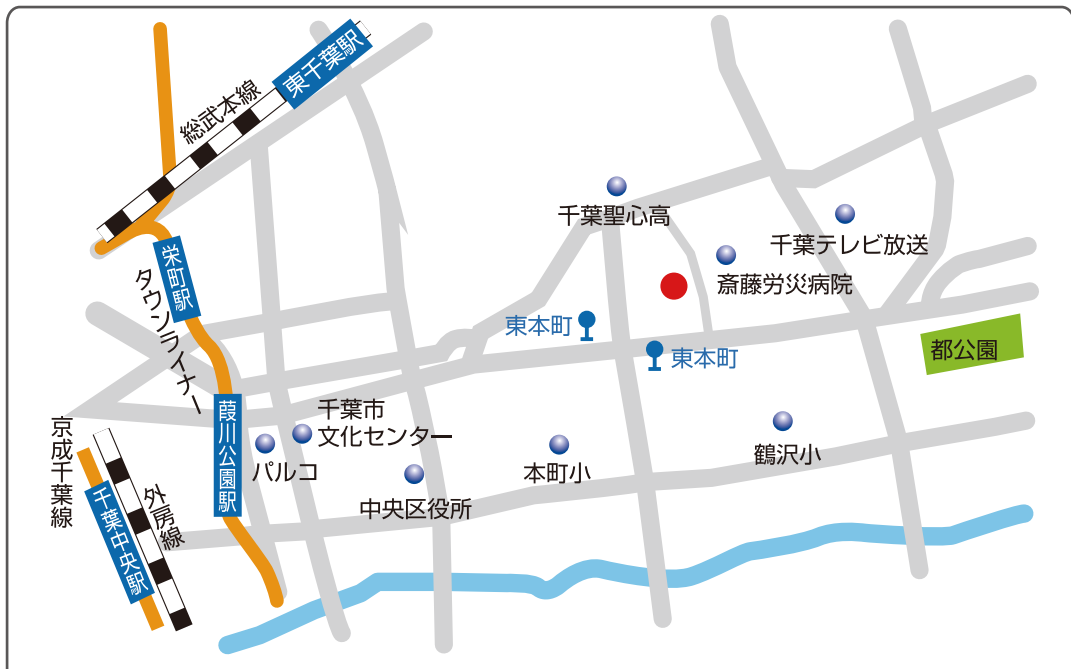 東千葉駅
総武本線
千葉聖心高
千葉テレビ放送
斎藤労災病院
栄町駅
タウンライナー
東本町
東本町
都公園
葭川公園駅
千葉市
文化センター
パルコ
中央区役所
本町小
鶴沢小
京成千葉線
千葉中央駅
外房線